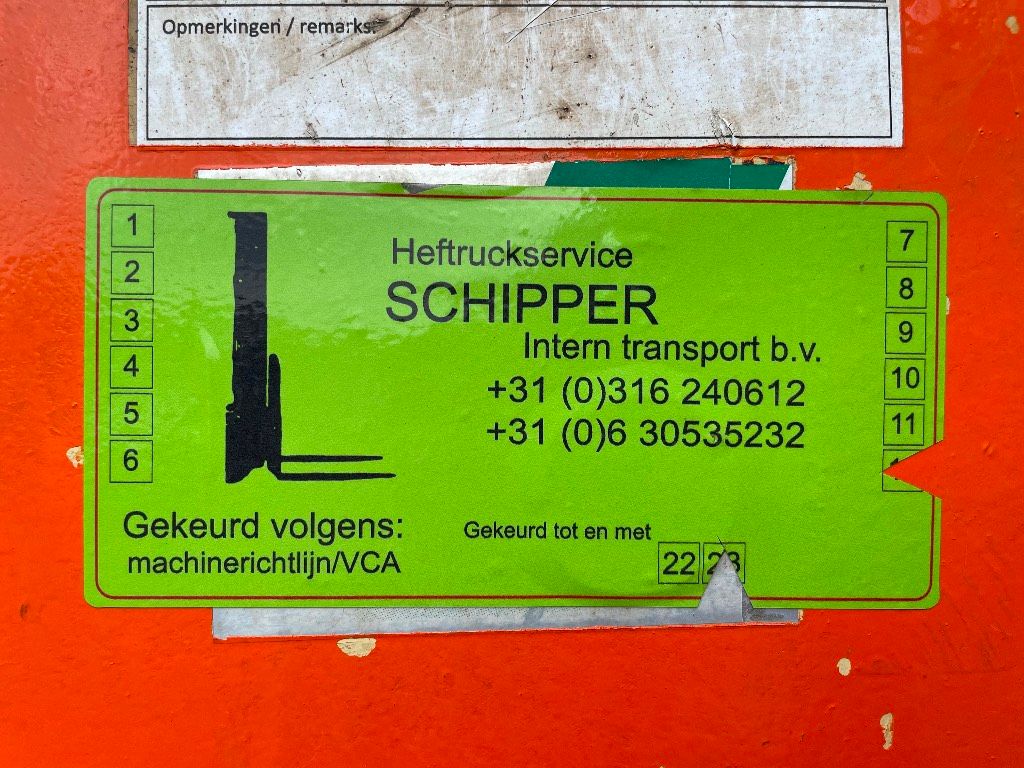 Opmerkingen / remarks:
1
2
3
4
5
6
Heftruckservice
SCHIPPER
Intern transport b.v.
+31 (0)316 240612
+31 (0)6 30535232
7
8
9
10
11
Gekeurd volgens:
machinerichtlijn/VCA
Gekeurd tot en met
22 23